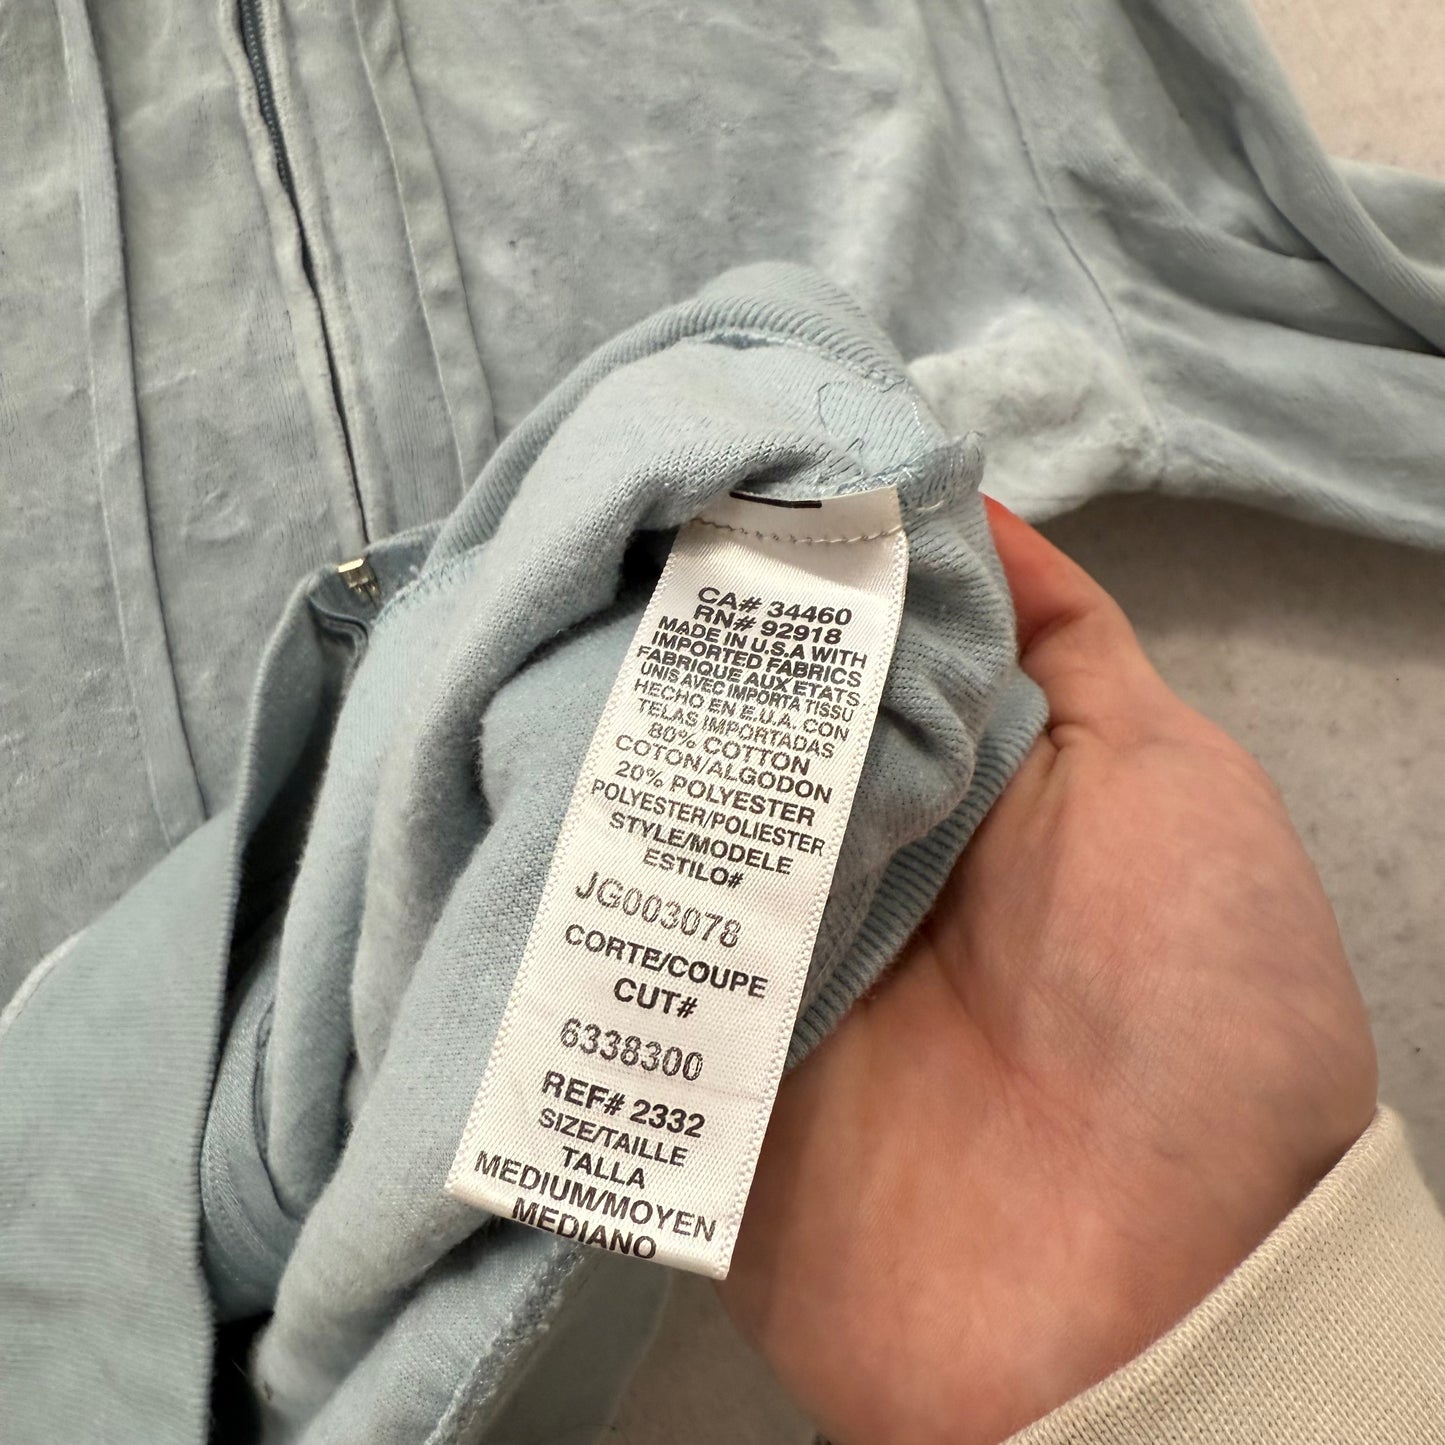 CA# 34460
RN# 92918
MADE IN U.S.A WITH
IMPORTED FABRICS
FABRIQUE AUX ETATS
UNIS AVEC IMPORTA TISSU
HECHO EN E.U.A. CON
TELAS IMPORTADAS
80% COTTON
COTON/ALGODON
20% POLYESTER
POLYESTER/POLIESTER
STYLE/MODELE
ESTILO#
JG003078
CORTE/COUPE
CUT#
6338300
REF# 2332
SIZE/TAILLE
TALLA
MEDIUM/MOYEN
MEDIANO